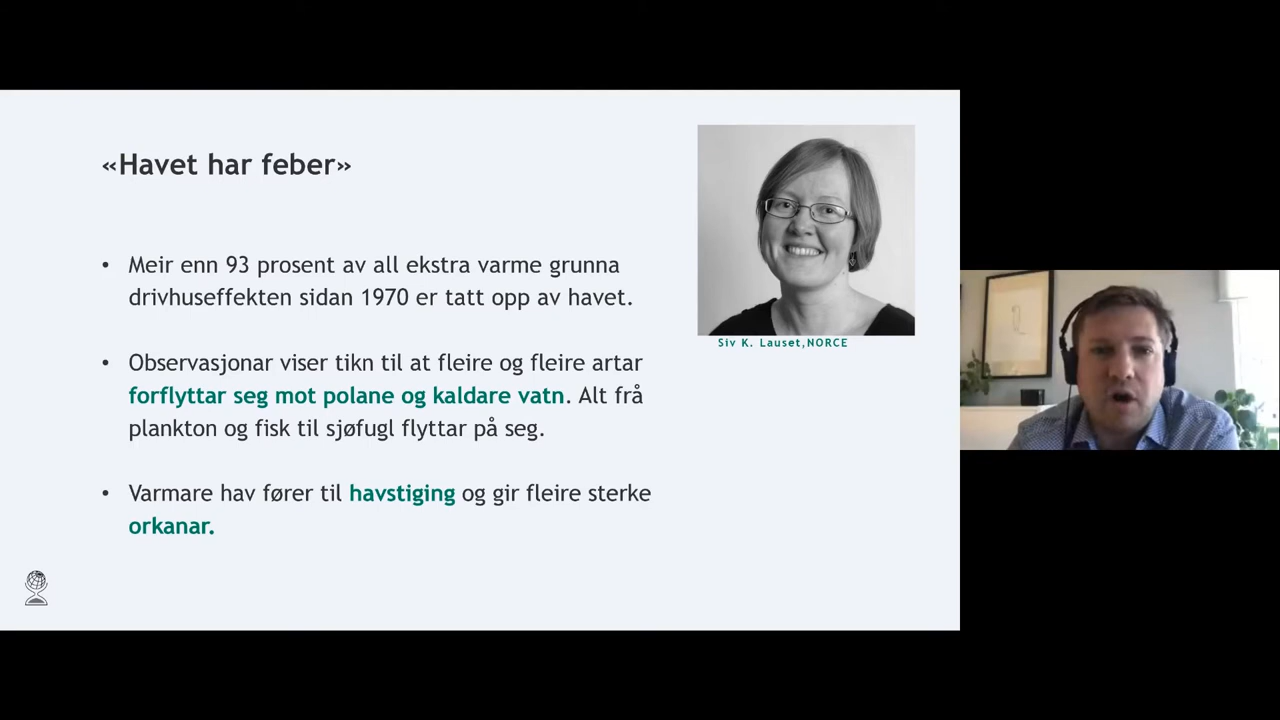 «Havet har feber»
• Meir enn 93 prosent av all ekstra varme grunna
drivhuseffekten sidan 1970 er tatt opp av havet.
• Observasjonar viser tikn til at fleire og fleire artar
forflyttar seg mot polane og kaldare vatn. Alt frå
plankton og fisk til sjøfugl flyttar på seg.
• Varmare hav fører til havstiging og gir fleire sterke
orkanar.
Siv K. Lauset,NORCE